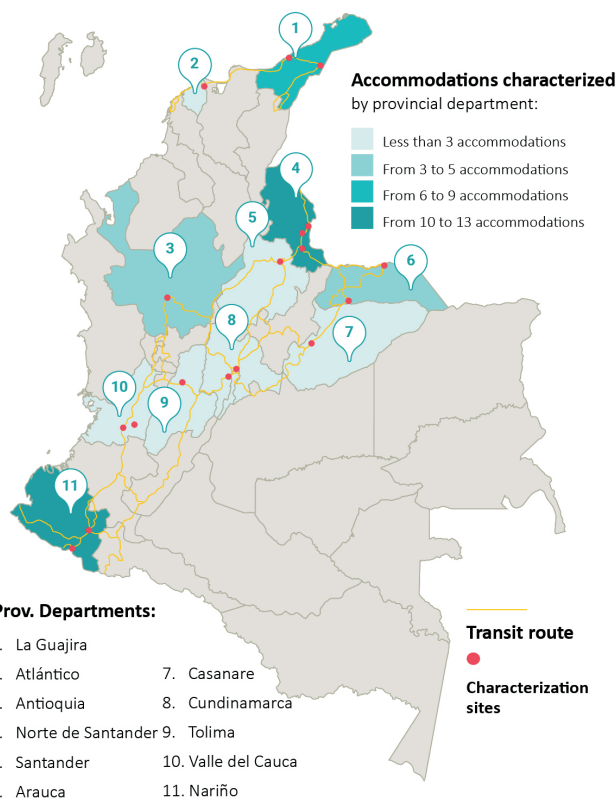 1
2
Accommodations characterized
by provincial department:
Less than 3 accommodations
From 3 to 5 accommodations
From 6 to 9 accommodations
From 10 to 13 accommodations
4
5
3
6
8
7
10
9
11
Prov. Departments:
. La Guajira
. Atlántico
. Antioquia
. Norte de Santander
. Santander
. Arauca
7. Casanare
8. Cundinamarca
9. Tolima
10. Valle del Cauca
11. Nariño
Transit route
Characterization
sites